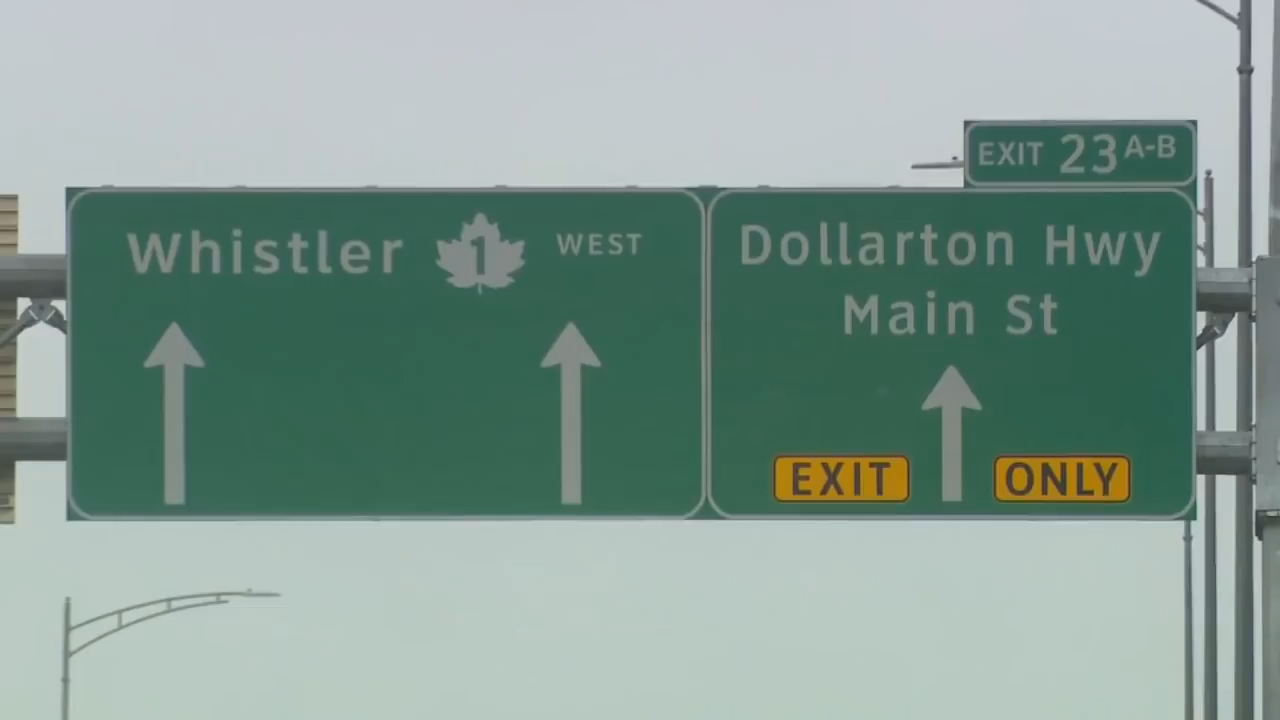 Whistler 1 WEST
EXIT 23 A-B
Dollarton Hwy
Main St
EXIT ONLY